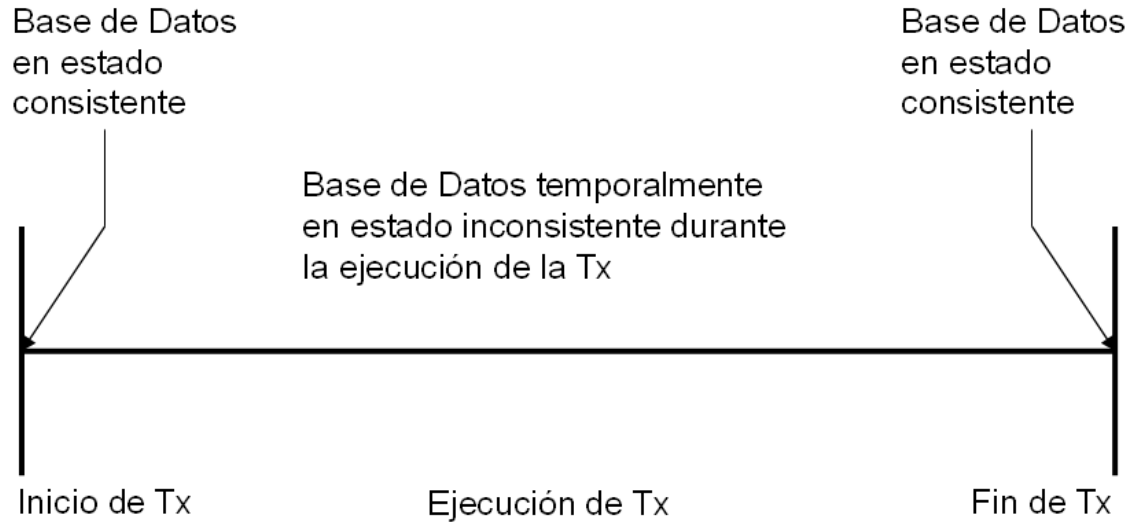 Base de Datos
en estado
consistente
Base de Datos
en estado
consistente
Base de Datos temporalmente
en estado inconsistente durante
la ejecución de la Tx
Inicio de Tx
Ejecución de Tx
Fin de Tx